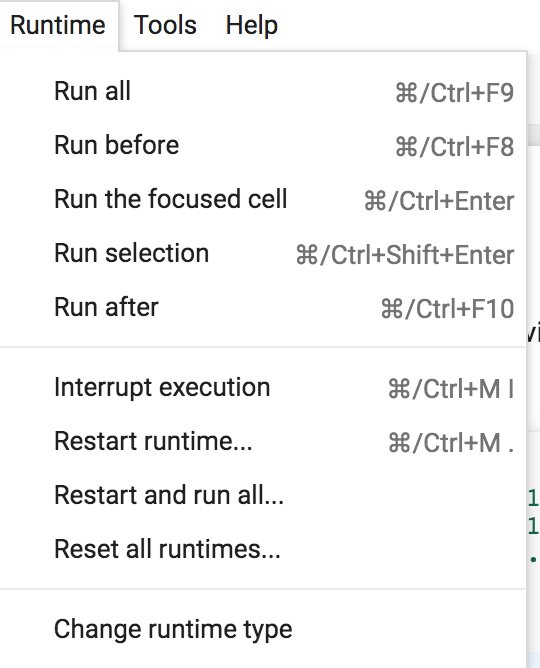 Runtime Tools Help
Run all ⌘/Ctrl+F9
Run before ⌘/Ctrl+F8
Run the focused cell ⌘/Ctrl+Enter
Run selection ⌘/Ctrl+Shift+Enter
Run after ⌘/Ctrl+F10
Interrupt execution ⌘/Ctrl+M I
Restart runtime... ⌘/Ctrl+M .
Restart and run all...
Reset all runtimes...
Change runtime type